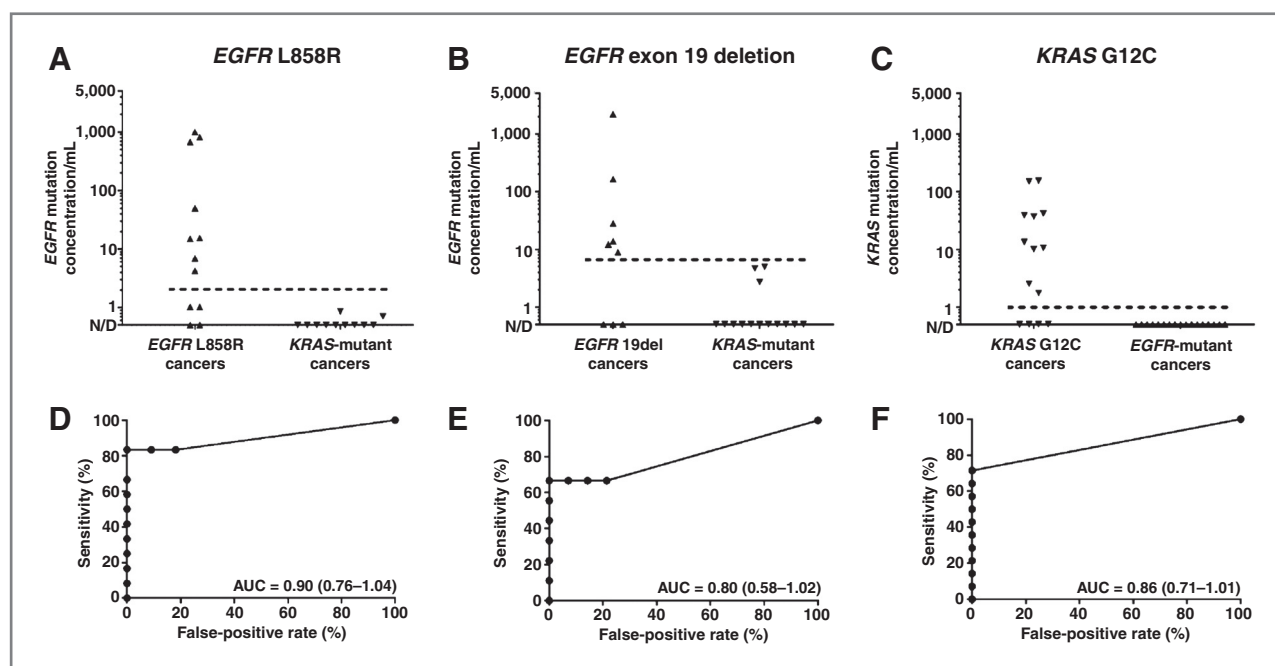 A
EGFR L858R
5,000
1,000
100
10
1
N/D
EGFR mutation
concentration/mL
EGFR L858R
cancers
KRAS-mutant
cancers
B
EGFR exon 19 deletion
5,000
1,000
100
10
1
N/D
EGFR mutation
concentration/mL
EGFR 19del
cancers
KRAS-mutant
cancers
C
KRAS G12C
5,000
1,000
100
10
1
N/D
KRAS mutation
concentration/mL
KRAS G12C
cancers
EGFR-mutant
cancers
D
100
80
60
40
20
0
Sensitivity (%)
AUC = 0.90 (0.76–1.04)
0 20 40 60 80 100
False-positive rate (%)
E
100
80
60
40
20
0
Sensitivity (%)
AUC = 0.80 (0.58–1.02)
0 20 40 60 80 100
False-positive rate (%)
F
100
80
60
40
20
0
Sensitivity (%)
AUC = 0.86 (0.71–1.01)
0 20 40 60 80 100
False-positive rate (%)